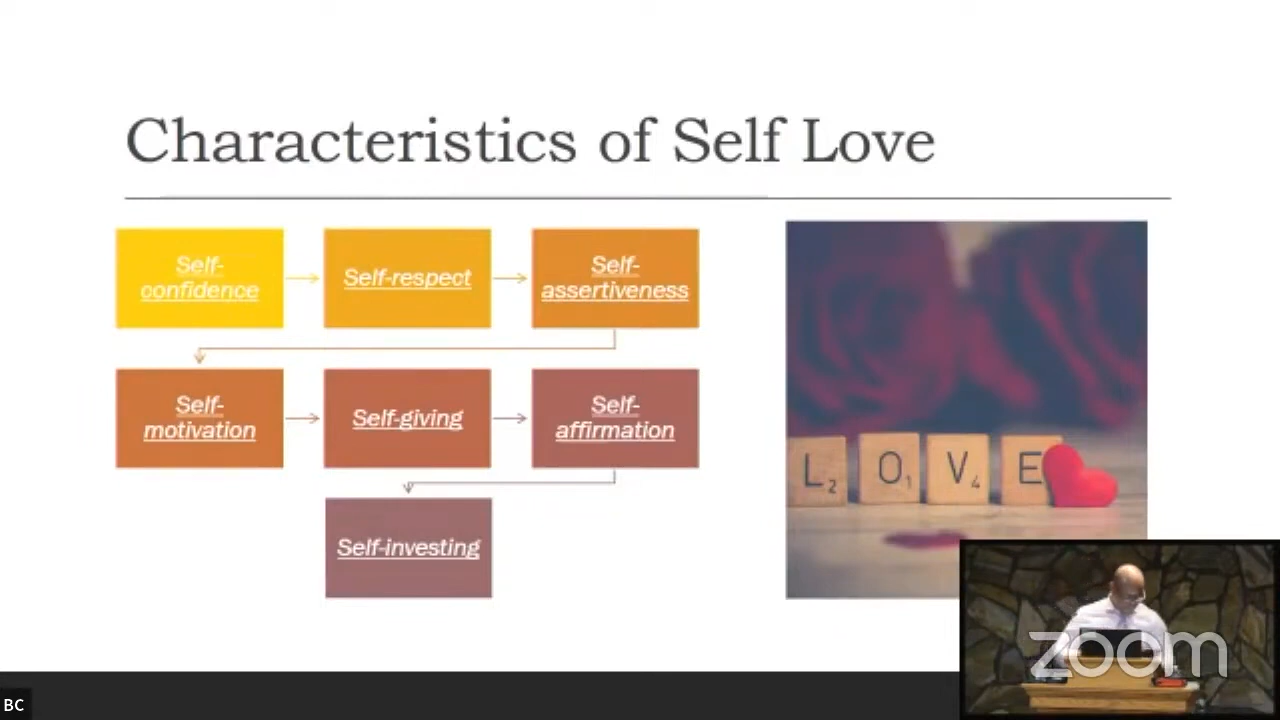 Characteristics of Self Love
Self-
confidence
Self-respect
Self-
assertiveness
Self-
motivation
Self-giving
Self-
affirmation
Self-investing
L2 O1 V4 E
zoom
BC